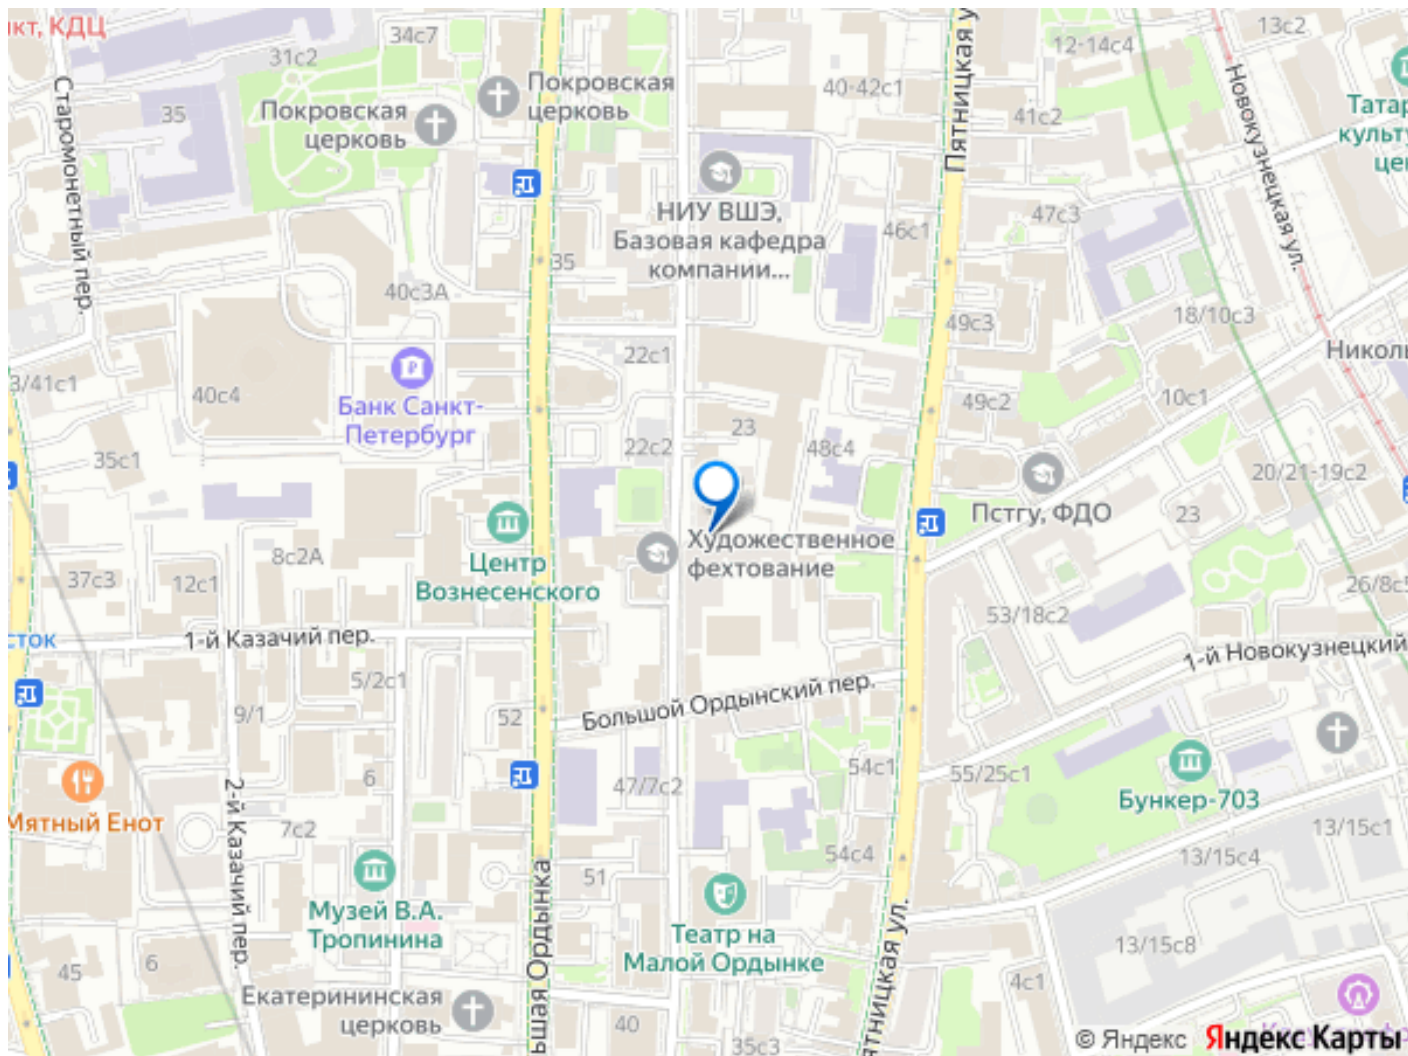 нкт, КДЦ
34с7
31с2
Покровская
церковь
Покровская
церковь
35
Старомонетный пер.
40-42с1
Пятницкая у
12-14с4
13с2
41с2
Новокузнецкая ул.
Татар
культу
цен
НИУ ВШЭ,
Базовая кафедра
компании...
46с1
47с3
35
40с3А
49с3
18/10с3
Николь
22с1
3/41с1
40с4
Банк Санкт-
Петербург
49с2
10с1
23
22с2
48с4
35с1
20/21-19с2
Пстгу, ФДО
23
Художественное
фехтование
Центр
Вознесенского
8с2А
37с3
12с1
26/8с5
53/18с2
сток
1-й Казачий пер.
1-й Новокузнецкий
5/2с1
Большой Ордынский пер.
9/1
52
54с1
55/25с1
6
47/7с2
Бункер-703
2-й Казачий пер.
Мятный Енот
7с2
13/15с1
13/15с4
54с4
51
Музей В.А.
Тропинина
ьшая Ордынка
Театр на
Малой Ордынке
ятницкая ул.
13/15с8
45
6
4с1
Екатерининская
церковь
40
35с3
© Яндекс Яндекс Карты